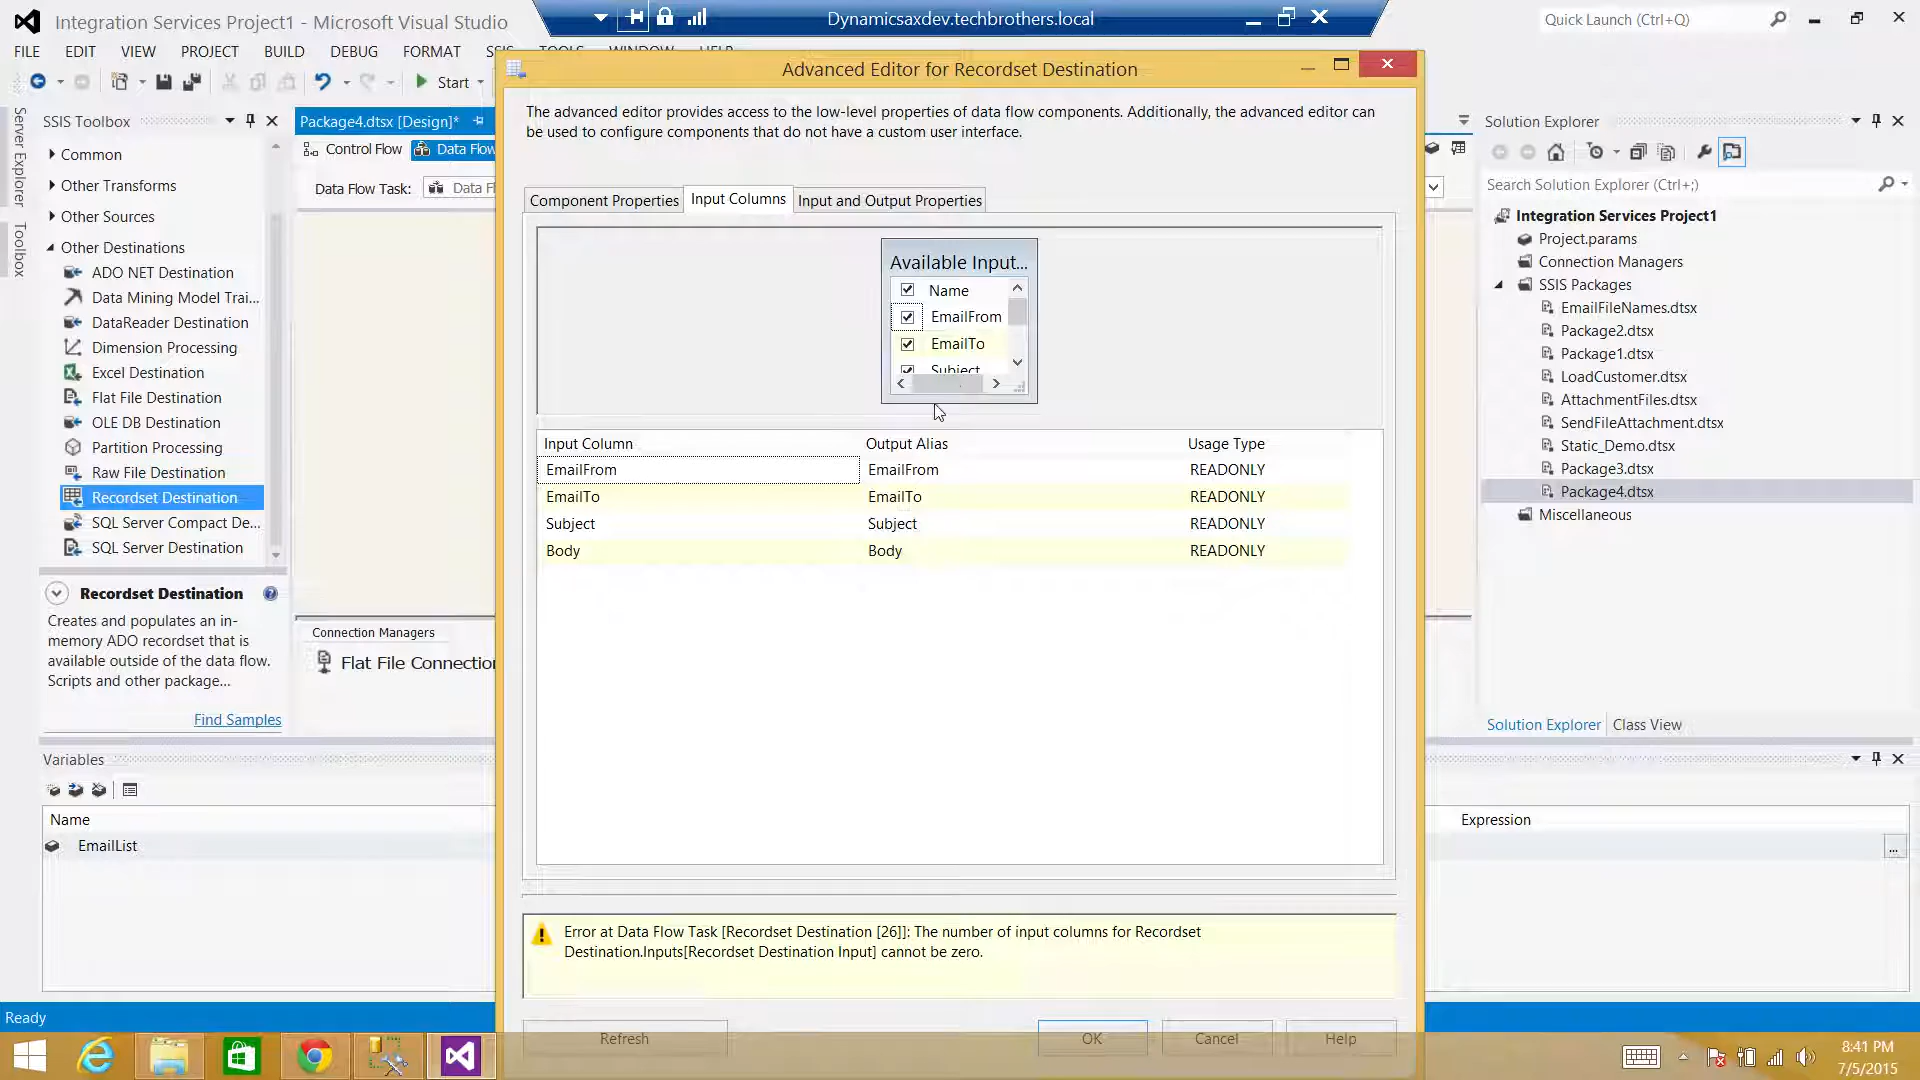 Integration Services Project1 - Microsoft Visual Studio
Dynamicsaxdev.techbrothers.local
Quick Launch (Ctrl+Q)
FILE EDIT VIEW PROJECT BUILD DEBUG FORMAT SSIS TOOLS WINDOW HELP
Start
Advanced Editor for Recordset Destination
The advanced editor provides access to the low-level properties of data flow components. Additionally, the advanced editor can
be used to configure components that do not have a custom user interface.
Server Explorer
Toolbox
SSIS Toolbox
Common
Other Transforms
Other Sources
Other Destinations
ADO NET Destination
Data Mining Model Trai...
DataReader Destination
Dimension Processing
Excel Destination
Flat File Destination
OLE DB Destination
Partition Processing
Raw File Destination
Recordset Destination
SQL Server Compact De...
SQL Server Destination
Recordset Destination
Creates and populates an in-
memory ADO recordset that is
available outside of the data flow.
Scripts and other package...
Find Samples
Package4.dtsx [Design]*
Control Flow
Data Flow
Data Flow Task:
Data F
Connection Managers
Flat File Connection
Component Properties
Input Columns
Input and Output Properties
Available Input...
Name
EmailFrom
EmailTo
Subject
Input Column Output Alias Usage Type
EmailFrom EmailFrom READONLY
EmailTo EmailTo READONLY
Subject Subject READONLY
Body Body READONLY
Error at Data Flow Task [Recordset Destination [26]]: The number of input columns for Recordset
Destination.Inputs[Recordset Destination Input] cannot be zero.
Refresh
OK
Cancel
Help
Solution Explorer
Search Solution Explorer (Ctrl+;)
Integration Services Project1
Project.params
Connection Managers
SSIS Packages
EmailFileNames.dtsx
Package2.dtsx
Package1.dtsx
LoadCustomer.dtsx
AttachmentFiles.dtsx
SendFileAttachment.dtsx
Static_Demo.dtsx
Package3.dtsx
Package4.dtsx
Miscellaneous
Solution Explorer
Class View
Variables
Name
Expression
EmailList
...
Ready
8:41 PM
7/5/2015